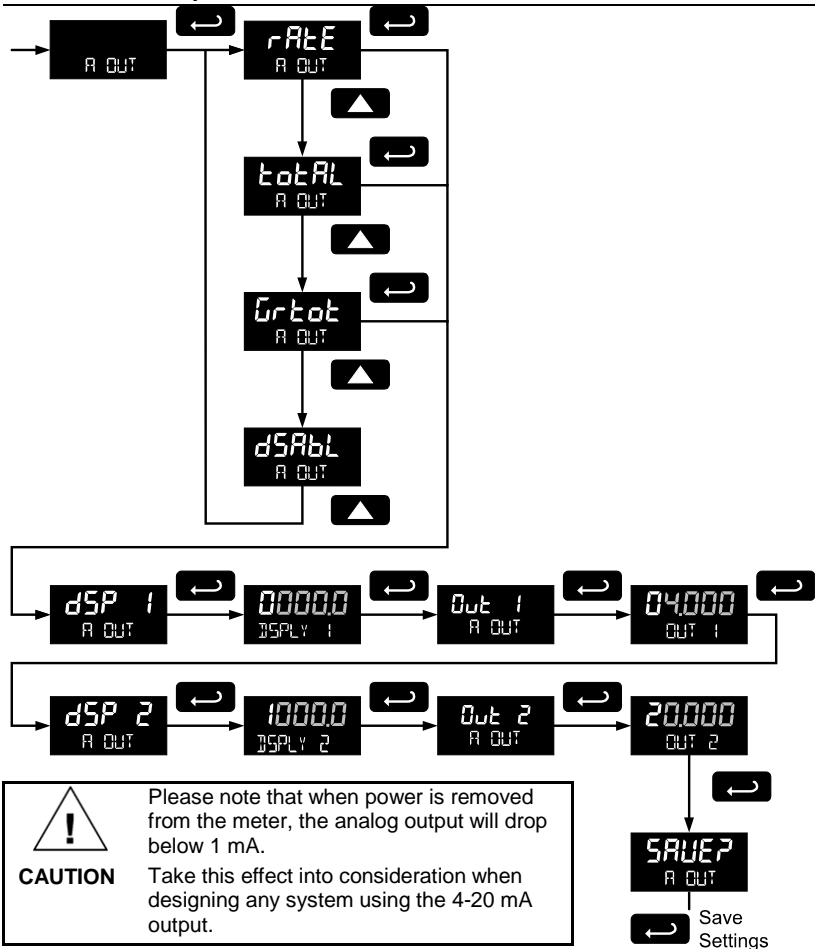 A OUT
rAtE
A OUT
totAL
A OUT
Grtot
A OUT
dSAbL
A OUT
dSP 1
A OUT
0000.0
DSPLY 1
Out 1
A OUT
04.000
OUT 1
dSP 2
A OUT
1000.0
DSPLY 2
Out 2
A OUT
20.000
OUT 2
SAVE?
A OUT
Save
Settings
!
CAUTION
Please note that when power is removed
from the meter, the analog output will drop
below 1 mA.
Take this effect into consideration when
designing any system using the 4-20 mA
output.